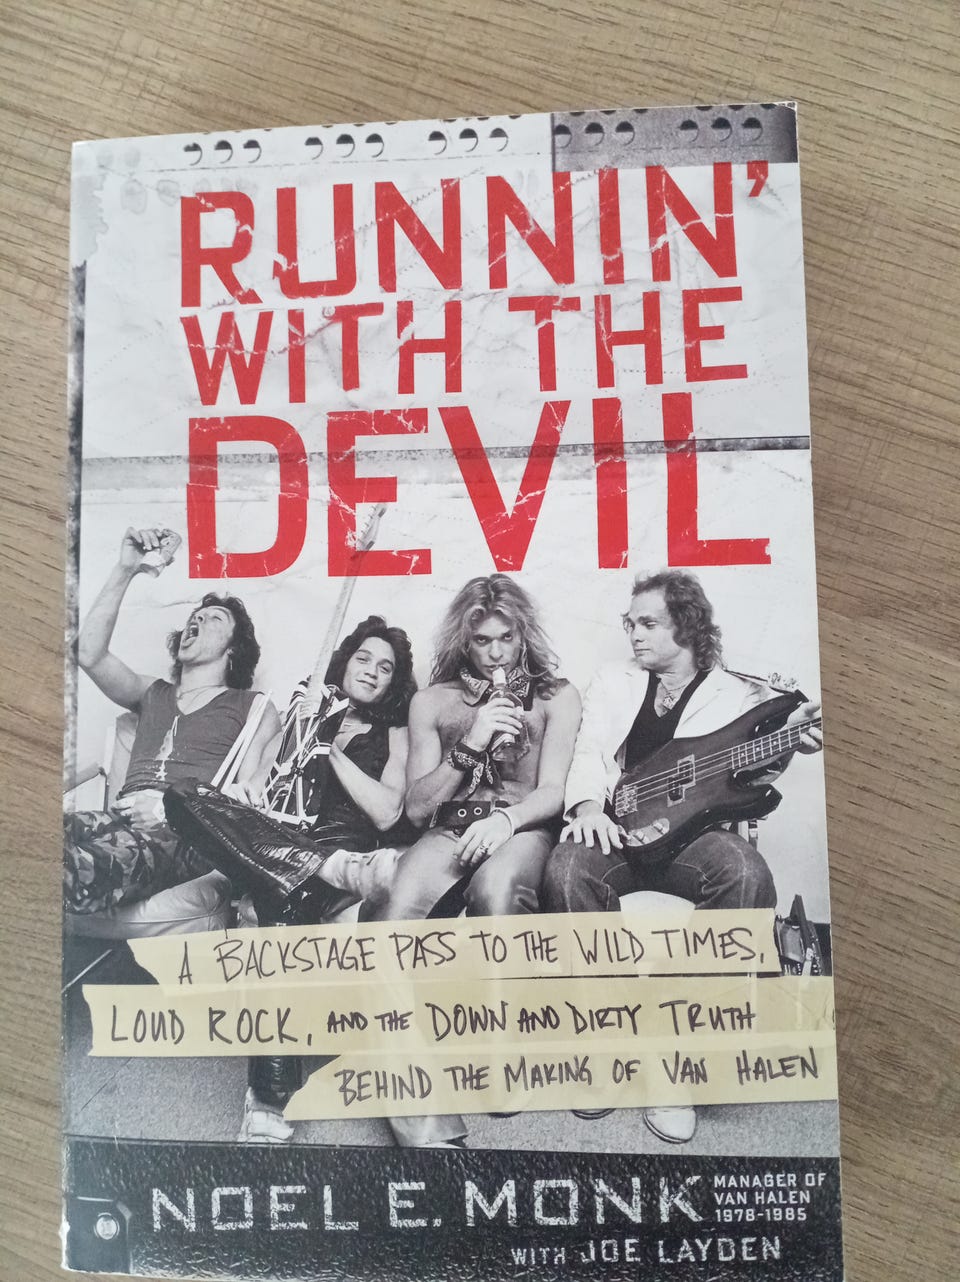 RUNNIN'
WITH THE
DEVIL
A BACKSTAGE PASS TO THE WILD TIMES,
LOUD ROCK, AND THE DOWN AND DIRTY TRUTH
BEHIND THE MAKING OF VAN HALEN
NOEL E. MONK
MANAGER OF
VAN HALEN
1978-1985
WITH JOE LAYDEN